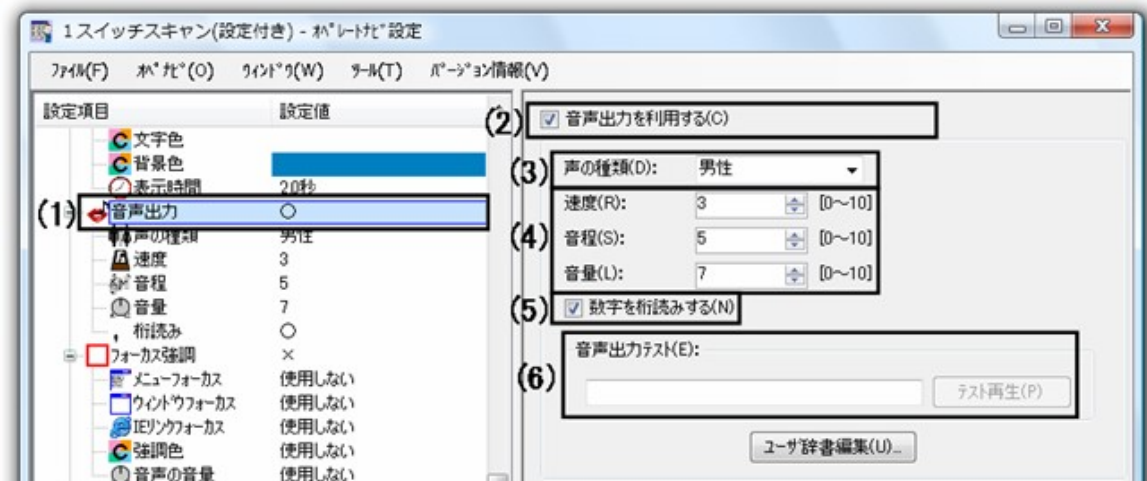 1スイッチスキャン(設定付き) - オペレートナビ設定
ファイル(F) オペナビ(O) ウィンドウ(W) ツール(T) バージョン情報(V)
設定項目 設定値
文字色
背景色
表示時間 20秒
(1) 音声出力 ○
声の種類 男性
速度 3
音程 5
音量 7
桁読み ○
フォーカス強調 ×
メニューフォーカス 使用しない
ウィンドウフォーカス 使用しない
IEリンクフォーカス 使用しない
強調色 使用しない
音声の音量 使用しない
(2) 音声出力を利用する(C)
(3) 声の種類(D): 男性
(4) 速度(R): 3 [0～10]
音程(S): 5 [0～10]
音量(L): 7 [0～10]
(5) 数字を桁読みする(N)
(6) 音声出力テスト(E):
テスト再生(P)
ユーザ辞書編集(U)...